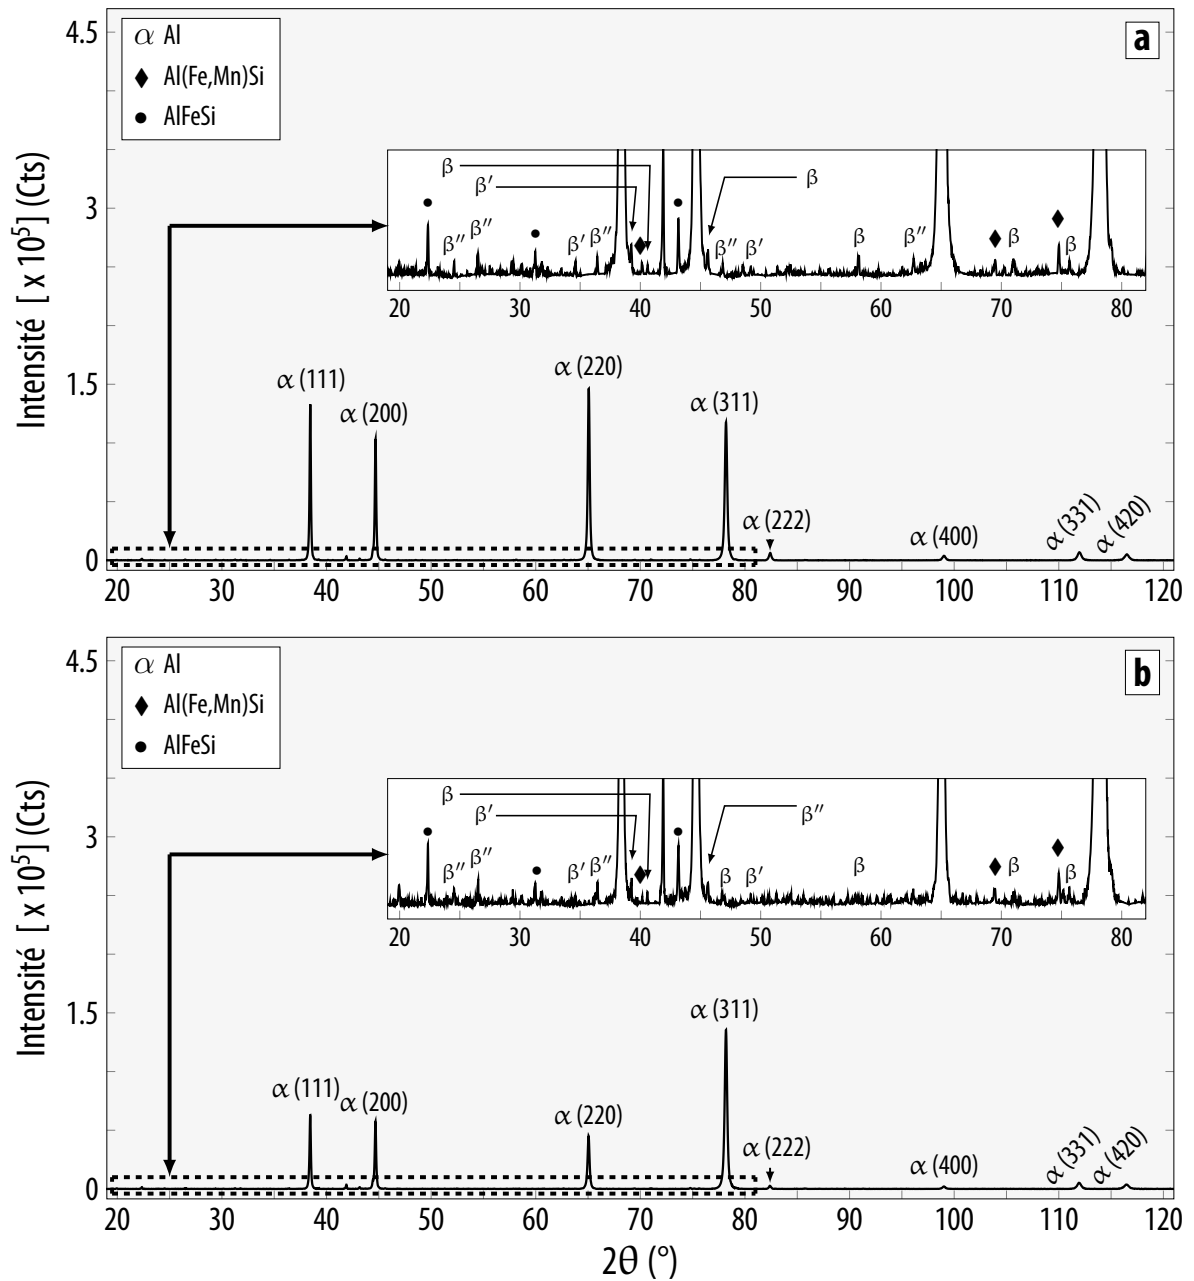 4.5
α Al
Al(Fe,Mn)Si
AlFeSi
a
β
β′
β
β″ β″ β′ β″ β″ β′ β β″ β β
20 30 40 50 60 70 80
3
1.5
0
α (111)
α (200)
α (220)
α (311)
α (222)
α (400)
α (331)
α (420)
20 30 40 50 60 70 80 90 100 110 120
Intensité [ x 10⁵] (Cts)
4.5
α Al
Al(Fe,Mn)Si
AlFeSi
b
β
β′
β″
β″ β″ β′ β″ β β′ β β β
20 30 40 50 60 70 80
3
1.5
0
α (111)
α (200)
α (220)
α (311)
α (222)
α (400)
α (331)
α (420)
20 30 40 50 60 70 80 90 100 110 120
Intensité [ x 10⁵] (Cts)
2θ (°)